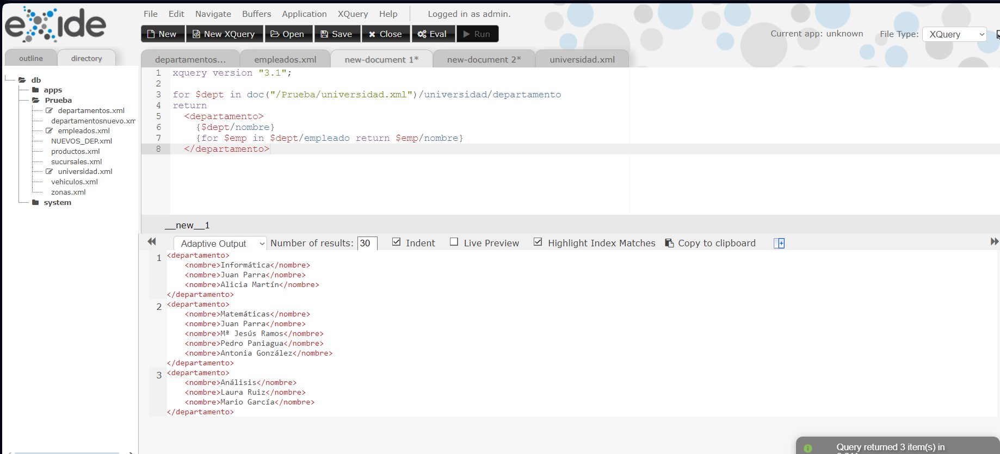 eXide
File Edit Navigate Buffers Application XQuery Help Logged in as admin.
New New XQuery Open Save Close Eval Run
Current app: unknown File Type: XQuery
outline directory
departamentos... empleados.xml new-document 1* new-document 2* universidad.xml
db
apps
Prueba
departamentos.xml
departamentosnuevo.xm
empleados.xml
NUEVOS_DEP.xml
productos.xml
sucursales.xml
universidad.xml
vehiculos.xml
zonas.xml
system
1 xquery version "3.1";
2
3 for $dept in doc("/Prueba/universidad.xml")/universidad/departamento
4 return
5 <departamento>
6 {$dept/nombre}
7 {for $emp in $dept/empleado return $emp/nombre}
8 </departamento>
__new__1
Adaptive Output Number of results: 30 Indent Live Preview Highlight Index Matches Copy to clipboard
1 <departamento>
<nombre>Informática</nombre>
<nombre>Juan Parra</nombre>
<nombre>Alicia Martín</nombre>
</departamento>
2 <departamento>
<nombre>Matemáticas</nombre>
<nombre>Juan Parra</nombre>
<nombre>Mª Jesús Ramos</nombre>
<nombre>Pedro Paniagua</nombre>
<nombre>Antonia González</nombre>
</departamento>
3 <departamento>
<nombre>Análisis</nombre>
<nombre>Laura Ruiz</nombre>
<nombre>Mario García</nombre>
</departamento>
Query returned 3 item(s) in